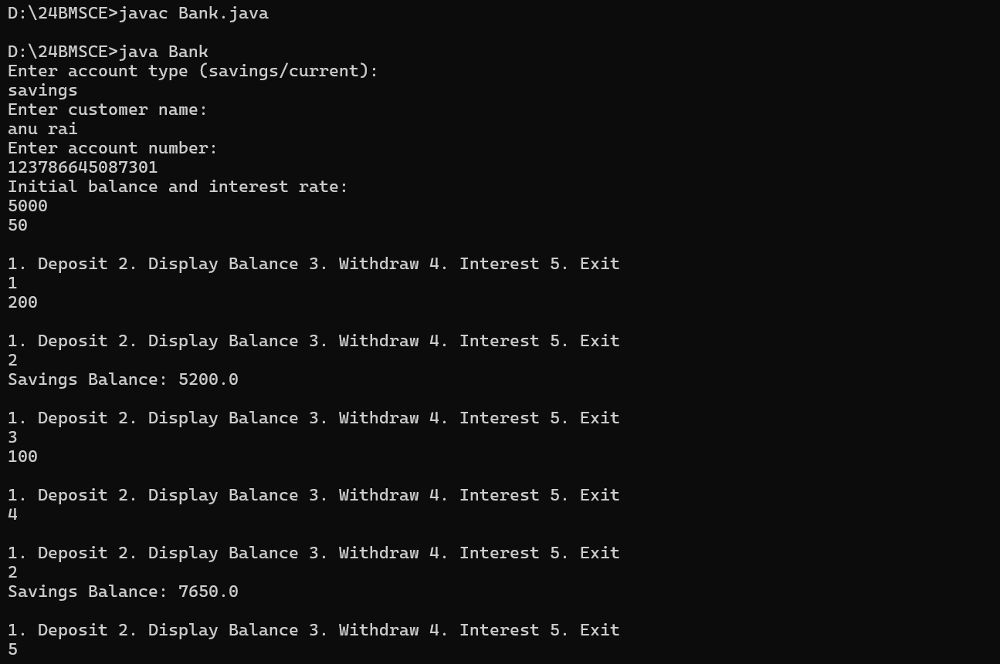 D:\24BMSCE>javac Bank.java
D:\24BMSCE>java Bank
Enter account type (savings/current):
savings
Enter customer name:
anu rai
Enter account number:
123786645087301
Initial balance and interest rate:
5000
50
1. Deposit 2. Display Balance 3. Withdraw 4. Interest 5. Exit
1
200
1. Deposit 2. Display Balance 3. Withdraw 4. Interest 5. Exit
2
Savings Balance: 5200.0
1. Deposit 2. Display Balance 3. Withdraw 4. Interest 5. Exit
3
100
1. Deposit 2. Display Balance 3. Withdraw 4. Interest 5. Exit
4
1. Deposit 2. Display Balance 3. Withdraw 4. Interest 5. Exit
2
Savings Balance: 7650.0
1. Deposit 2. Display Balance 3. Withdraw 4. Interest 5. Exit
5